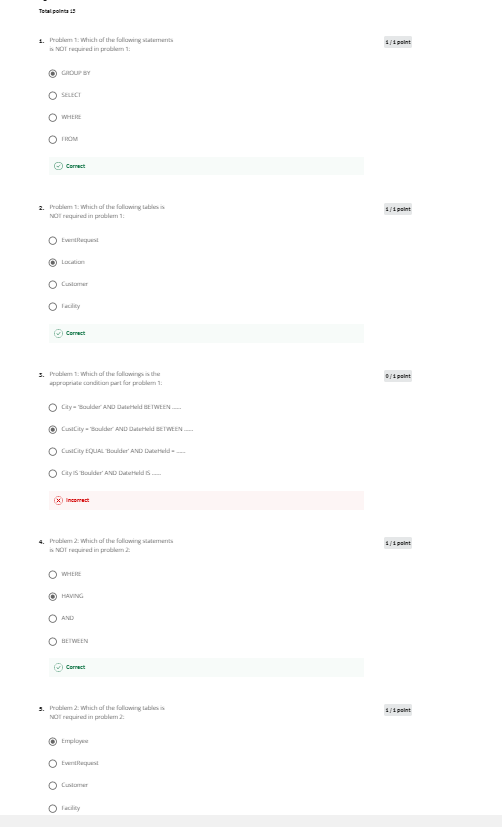 Total points 15
1. Problem 1: Which of the following statements
is NOT required in problem 1:
1 / 1 point
GROUP BY
SELECT
WHERE
FROM
Correct
2. Problem 1: Which of the following tables is
NOT required in problem 1:
1 / 1 point
EventRequest
Location
Customer
Facility
Correct
3. Problem 1: Which of the followings is the
appropriate condition part for problem 1:
0 / 1 point
City = 'Boulder' AND DateHeld BETWEEN ......
CustCity = 'Boulder' AND DateHeld BETWEEN ......
CustCity EQUAL 'Boulder' AND DateHeld = ......
City IS 'Boulder' AND DateHeld IS ......
Incorrect
4. Problem 2: Which of the following statements
is NOT required in problem 2:
1 / 1 point
WHERE
HAVING
AND
BETWEEN
Correct
5. Problem 2: Which of the following tables is
NOT required in problem 2:
1 / 1 point
Employee
EventRequest
Customer
Facility